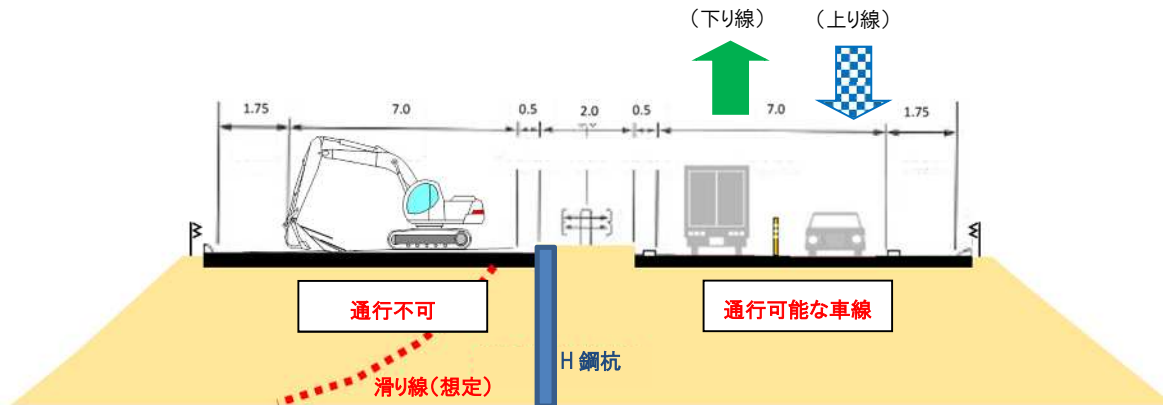 （下り線）
（上り線）
1.75
7.0
0.5
2.0
0.5
7.0
1.75
通行不可
通行可能な車線
H鋼杭
滑り線（想定）